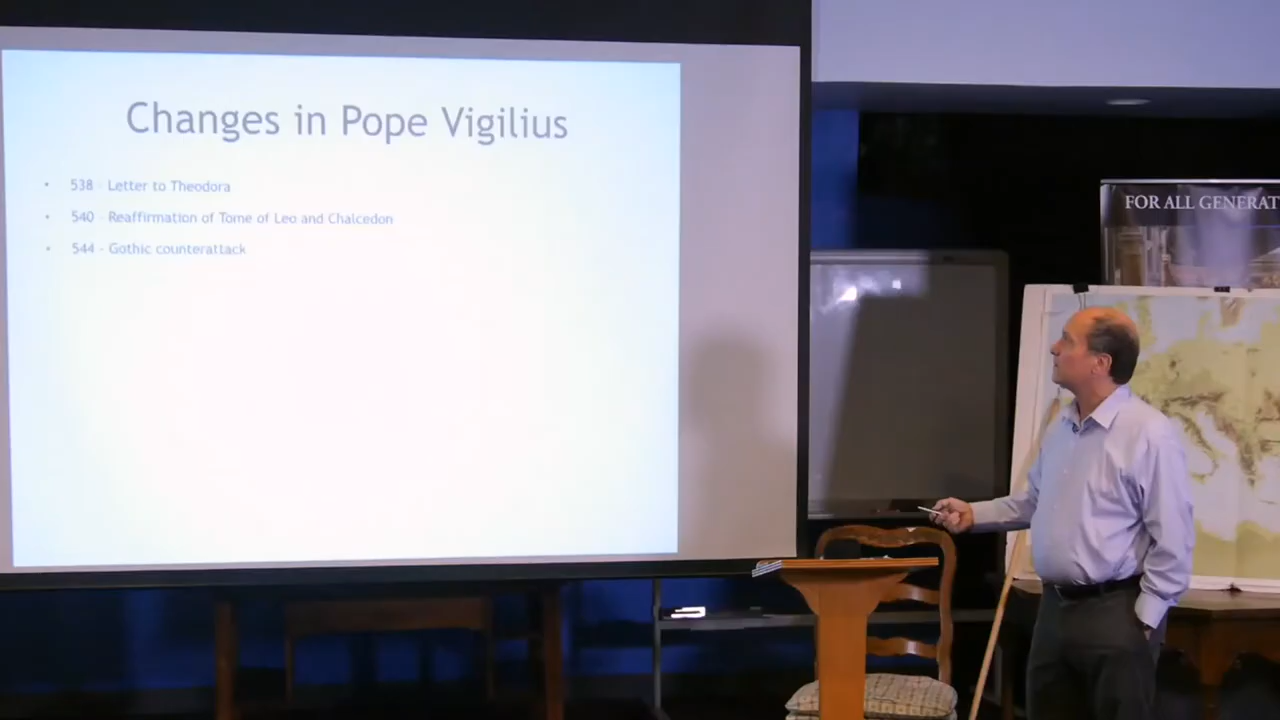 Changes in Pope Vigilius
• 538 - Letter to Theodora
• 540 - Reaffirmation of Tome of Leo and Chalcedon
• 544 - Gothic counterattack
FOR ALL GENERAT